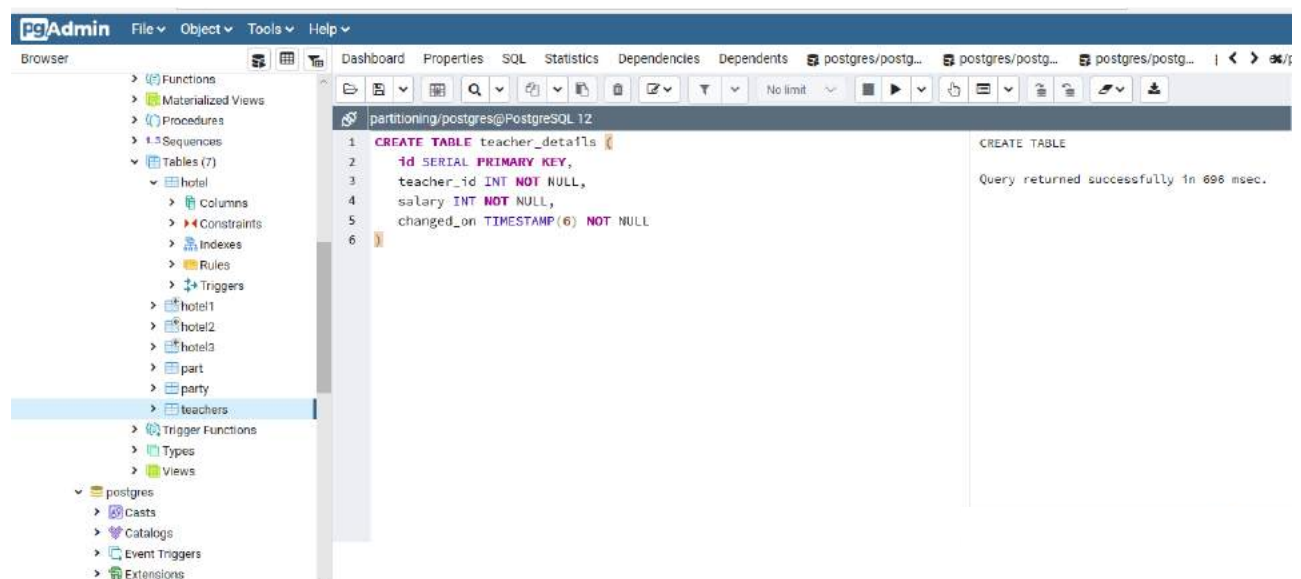 pgAdmin File Object Tools Help
Browser
Dashboard Properties SQL Statistics Dependencies Dependents postgres/postg... postgres/postg... postgres/postg...
Functions
Materialized Views
Procedures
1..3 Sequences
Tables (7)
hotel
Columns
Constraints
Indexes
Rules
Triggers
hotel1
hotel2
hotel3
part
party
teachers
Trigger Functions
Types
Views
postgres
Casts
Catalogs
Event Triggers
Extensions
No limit
partitioning/postgres@PostgreSQL 12
1 CREATE TABLE teacher_details (
2 id SERIAL PRIMARY KEY,
3 teacher_id INT NOT NULL,
4 salary INT NOT NULL,
5 changed_on TIMESTAMP(6) NOT NULL
6 )
CREATE TABLE
Query returned successfully in 696 msec.